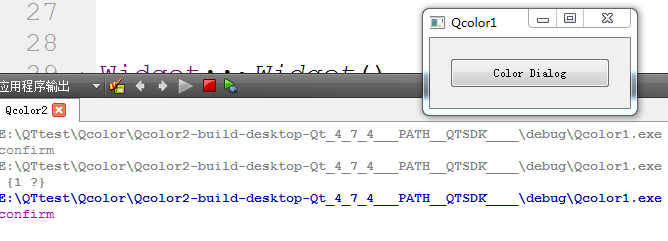 27
28
29 Widget::~Widget()
Qcolor1
Color Dialog
应用程序输出
Qcolor2
E:\QTtest\Qcolor\Qcolor2-build-desktop-Qt_4_7_4___PATH__QTSDK____\debug\Qcolor1.exe
confirm
E:\QTtest\Qcolor\Qcolor2-build-desktop-Qt_4_7_4___PATH__QTSDK____\debug\Qcolor1.exe
{1 ?}
E:\QTtest\Qcolor\Qcolor2-build-desktop-Qt_4_7_4___PATH__QTSDK____\debug\Qcolor1.exe
confirm